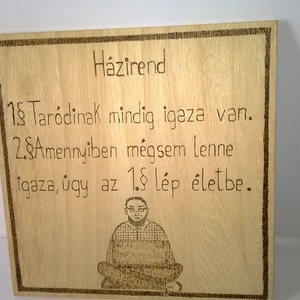 Házirend
1.§ Taródinak mindig igaza van.
2.§Amennyiben mégsem lenne
igaza,úgy az 1.§ lép életbe.